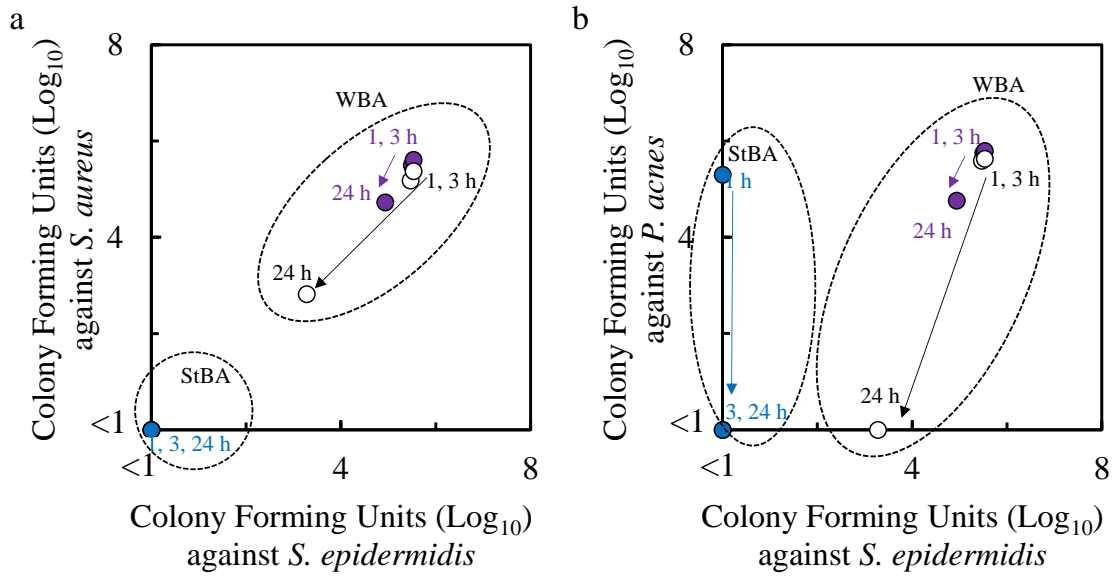 a
Colony Forming Units (Log10)
against S. aureus
8
4
<1
WBA
1, 3 h
1, 3 h
24 h
24 h
StBA
1, 3, 24 h
<1
4
8
Colony Forming Units (Log10)
against S. epidermidis
b
Colony Forming Units (Log10)
against P. acnes
8
4
<1
WBA
StBA
1, 3 h
1 h
1, 3 h
24 h
24 h
3, 24 h
<1
4
8
Colony Forming Units (Log10)
against S. epidermidis